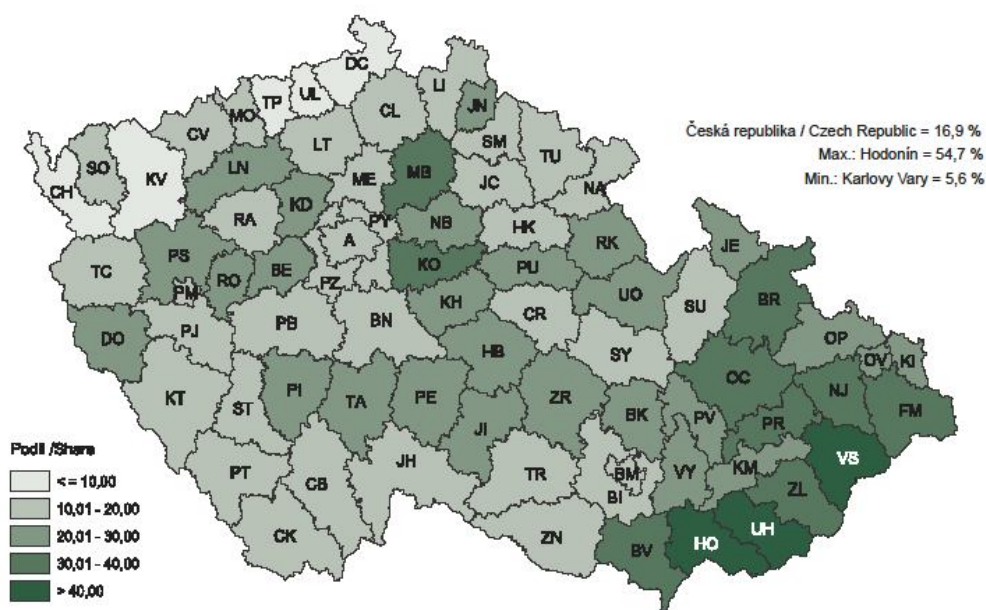 DC
LI
UL
TP
MO
CL
JN
CV
LT
SM
TU
SO
LN
ME
MB
JC
NA
CH
KV
KD
RA
PY
NB
HK
A
RK
JE
PS
TC
RO
BE
PZ
KO
PU
PM
KH
UO
SU
BR
PJ
PB
BN
CR
DO
HB
SY
OP
OV
KI
OC
KT
ST
PI
TA
PE
ZR
BK
PV
NJ
FM
JI
PR
VS
PT
CB
JH
TR
BM
BI
VY
KM
ZL
CK
ZN
BV
HO
UH
Česká republika / Czech Republic = 16,9 %
Max.: Hodonín = 54,7 %
Min.: Karlovy Vary = 5,6 %
Podíl /Share
< = 10,00
10,01 - 20,00
20,01 - 30,00
30,01 - 40,00
> 40,00